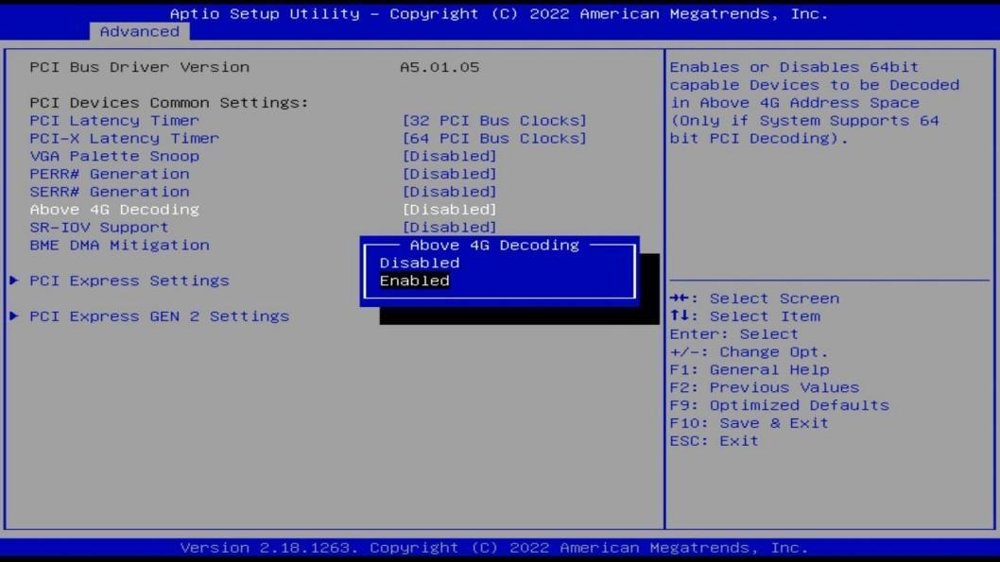 Aptio Setup Utility – Copyright (C) 2022 American Megatrends, Inc.
Advanced
PCI Bus Driver Version A5.01.05
PCI Devices Common Settings:
PCI Latency Timer [32 PCI Bus Clocks]
PCI-X Latency Timer [64 PCI Bus Clocks]
VGA Palette Snoop [Disabled]
PERR# Generation [Disabled]
SERR# Generation [Disabled]
Above 4G Decoding [Disabled]
SR-IOV Support [Disabled]
BME DMA Mitigation
PCI Express Settings
PCI Express GEN 2 Settings
Above 4G Decoding
Disabled
Enabled
Enables or Disables 64bit
capable Devices to be Decoded
in Above 4G Address Space
(Only if System Supports 64
bit PCI Decoding).
→←: Select Screen
↑↓: Select Item
Enter: Select
+/-: Change Opt.
F1: General Help
F2: Previous Values
F9: Optimized Defaults
F10: Save & Exit
ESC: Exit
Version 2.18.1263. Copyright (C) 2022 American Megatrends, Inc.